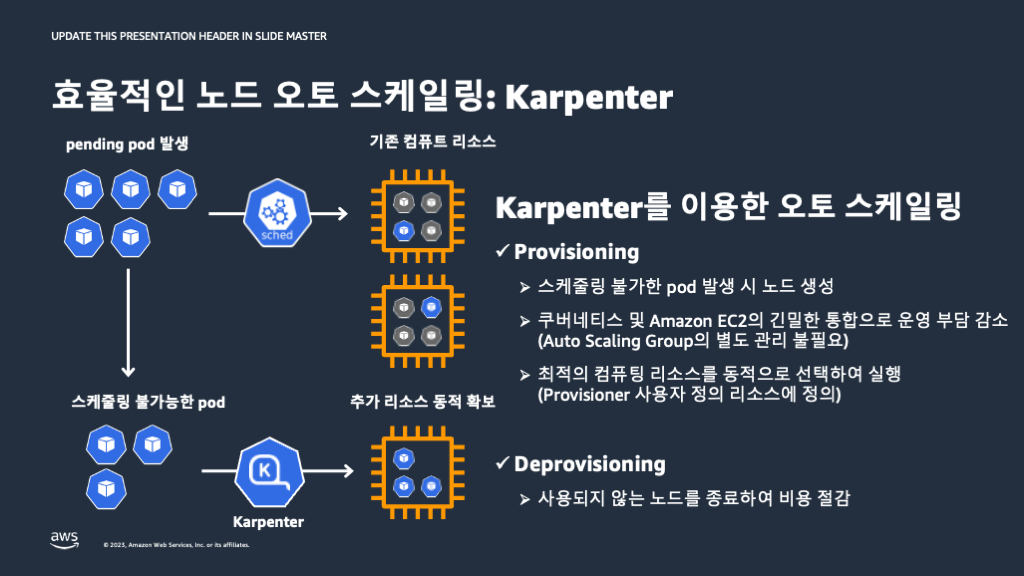 UPDATE THIS PRESENTATION HEADER IN SLIDE MASTER
효율적인 노드 오토 스케일링: Karpenter
pending pod 발생
기존 컴퓨트 리소스
sched
스케줄링 불가능한 pod
추가 리소스 동적 확보
K
Karpenter
Karpenter를 이용한 오토 스케일링
✓ Provisioning
➢ 스케줄링 불가한 pod 발생 시 노드 생성
➢ 쿠버네티스 및 Amazon EC2의 긴밀한 통합으로 운영 부담 감소
(Auto Scaling Group의 별도 관리 불필요)
➢ 최적의 컴퓨팅 리소스를 동적으로 선택하여 실행
(Provisioner 사용자 정의 리소스에 정의)
✓ Deprovisioning
➢ 사용되지 않는 노드를 종료하여 비용 절감
aws
© 2023, Amazon Web Services, Inc. or its affiliates.